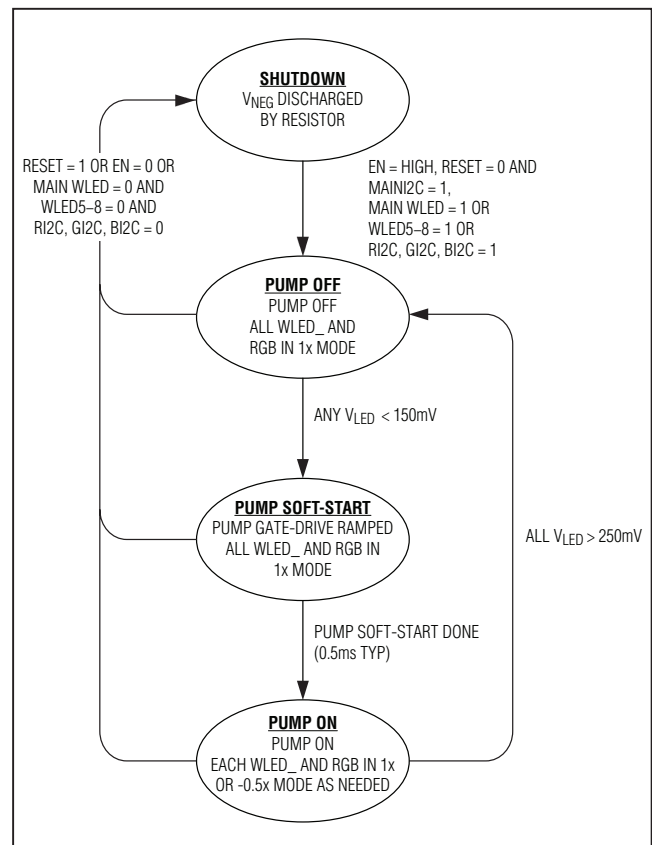 SHUTDOWN
VNEG DISCHARGED
BY RESISTOR
RESET = 1 OR EN = 0 OR
MAIN WLED = 0 AND
WLED5–8 = 0 AND
RI2C, GI2C, BI2C = 0
EN = HIGH, RESET = 0 AND
MAINI2C = 1,
MAIN WLED = 1 OR
WLED5–8 = 1 OR
RI2C, GI2C, BI2C = 1
PUMP OFF
PUMP OFF
ALL WLED_ AND
RGB IN 1x MODE
ANY VLED < 150mV
PUMP SOFT-START
PUMP GATE-DRIVE RAMPED
ALL WLED_ AND RGB IN
1x MODE
ALL VLED > 250mV
PUMP SOFT-START DONE
(0.5ms TYP)
PUMP ON
PUMP ON
EACH WLED_ AND RGB IN 1x
OR -0.5x MODE AS NEEDED